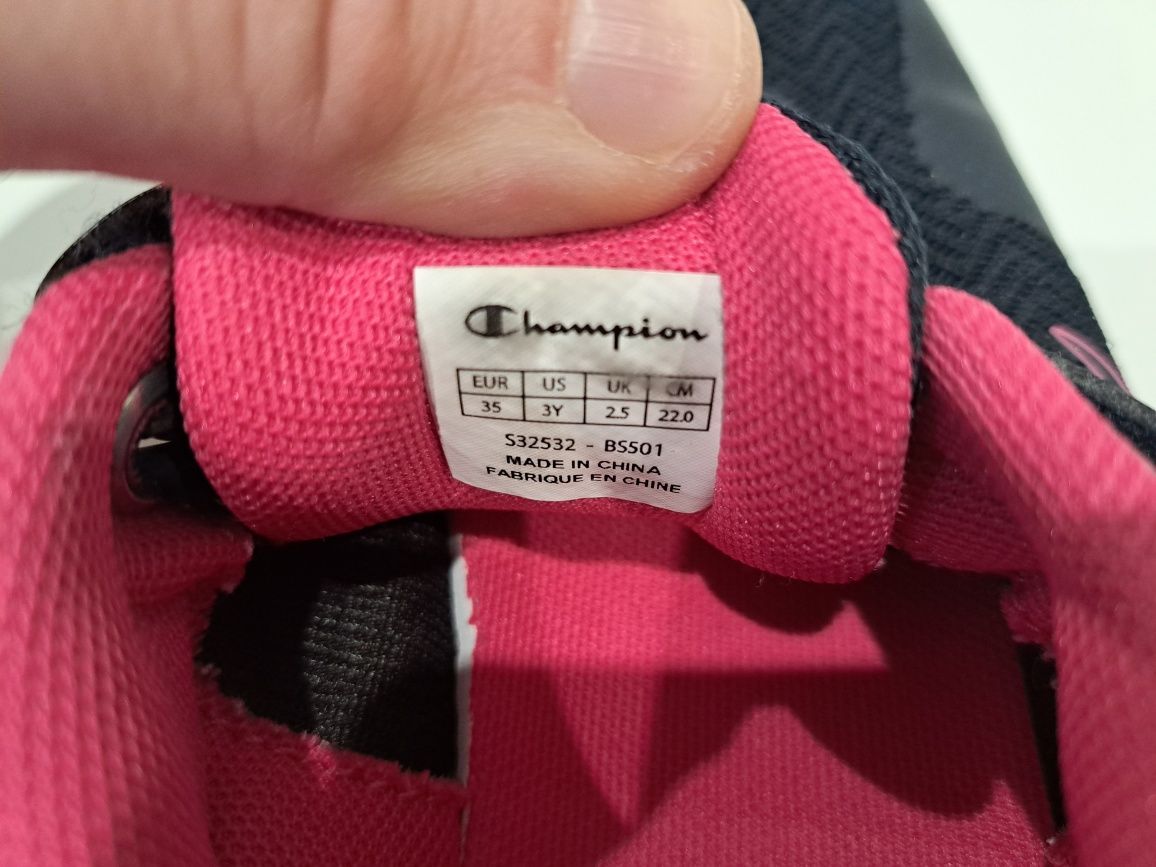 Champion
EUR US UK CM
35 3Y 2.5 22.0
S32532 - BS501
MADE IN CHINA
FABRIQUE EN CHINE